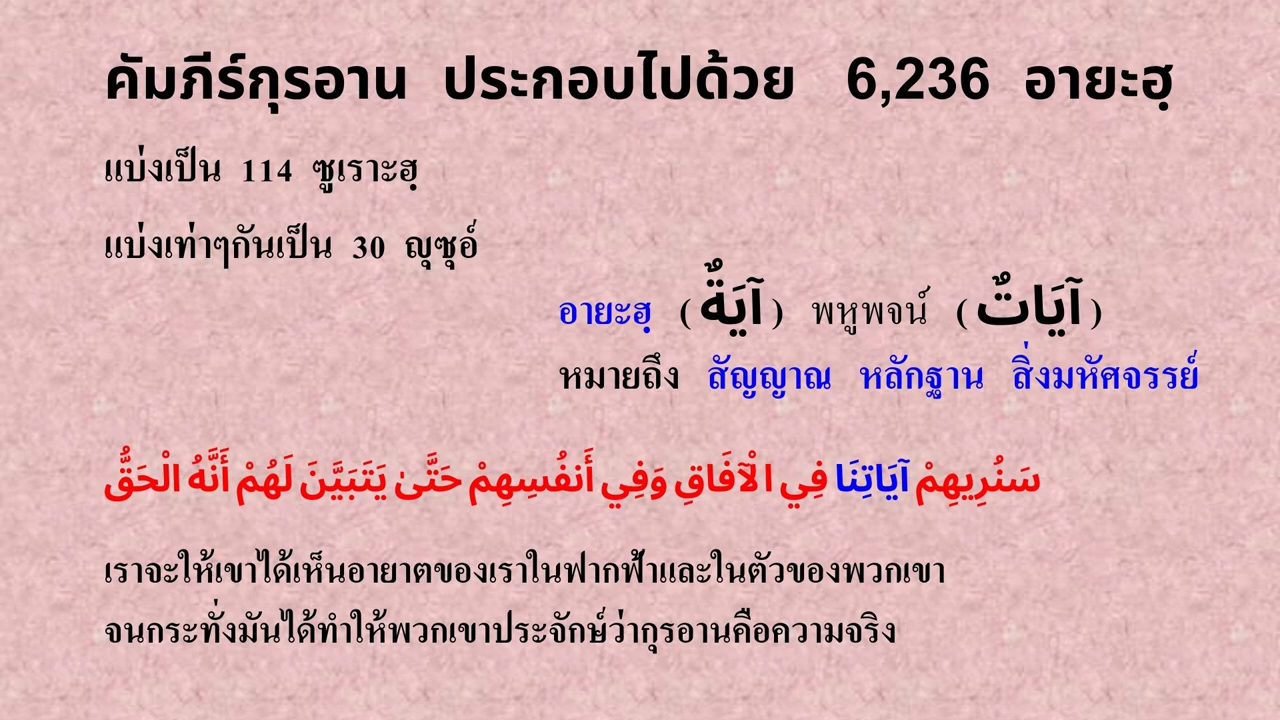 คัมภีร์กุรอาน ประกอบไปด้วย 6,236 อายะฮฺ
แบ่งเป็น 114 ซูเราะฮฺ
แบ่งเท่าๆกันเป็น 30 ญุซุอ์
อายะฮฺ (آيَةٌ) พหูพจน์ (آيَاتٌ)
หมายถึง สัญญาณ หลักฐาน สิ่งมหัศจรรย์
سَنُرِيهِمْ آيَاتِنَا فِي الْآفَاقِ وَفِي أَنفُسِهِمْ حَتَّىٰ يَتَبَيَّنَ لَهُمْ أَنَّهُ الْحَقُّ
เราจะให้เขาได้เห็นอายาตของเราในฟากฟ้าและในตัวของพวกเขา
จนกระทั่งมันได้ทำให้พวกเขาประจักษ์ว่ากุรอานคือความจริง